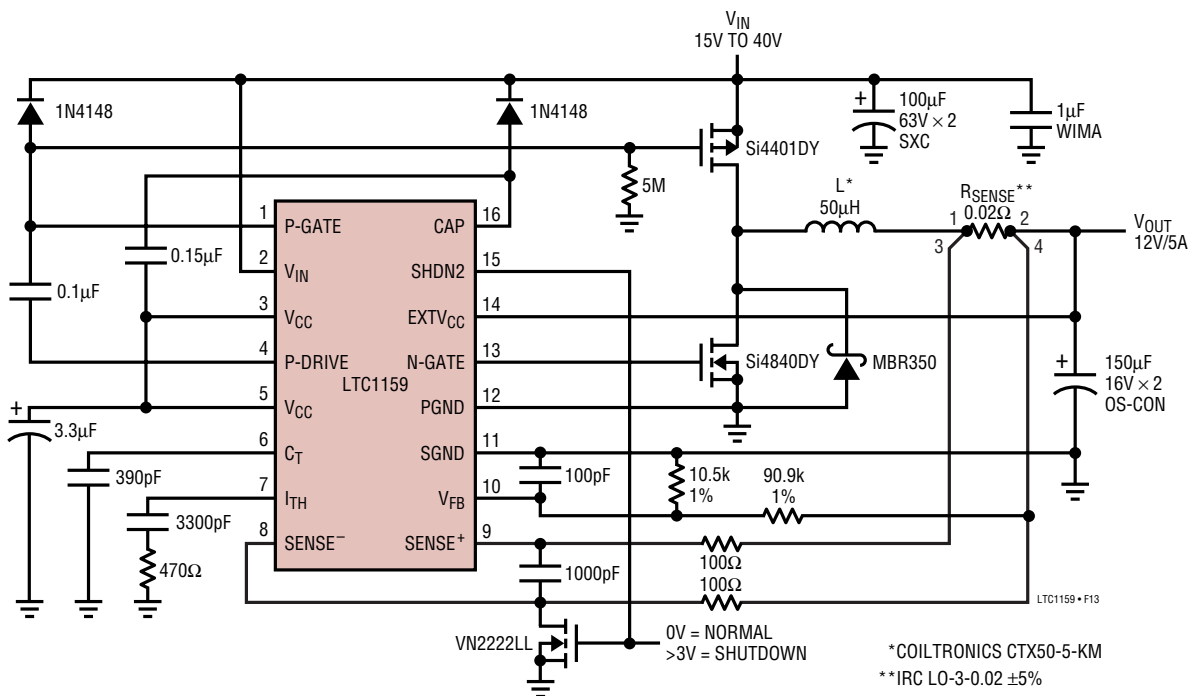 VIN
15V TO 40V
1N4148
1N4148
+
100µF
63V × 2
SXC
1µF
WIMA
Si4401DY
5M
L*
50µH
RSENSE**
0.02Ω
1
2
3
4
VOUT
12V/5A
0.15µF
0.1µF
1
P-GATE
CAP
16
2
VIN
SHDN2
15
3
VCC
EXTVCC
14
4
P-DRIVE
N-GATE
13
LTC1159
5
VCC
PGND
12
6
CT
SGND
11
7
ITH
VFB
10
8
SENSE–
SENSE+
9
Si4840DY
MBR350
+
150µF
16V × 2
OS-CON
+
3.3µF
390pF
3300pF
470Ω
100pF
10.5k
1%
90.9k
1%
1000pF
100Ω
100Ω
LTC1159 • F13
VN2222LL
0V = NORMAL
>3V = SHUTDOWN
*COILTRONICS CTX50-5-KM
**IRC LO-3-0.02 ±5%